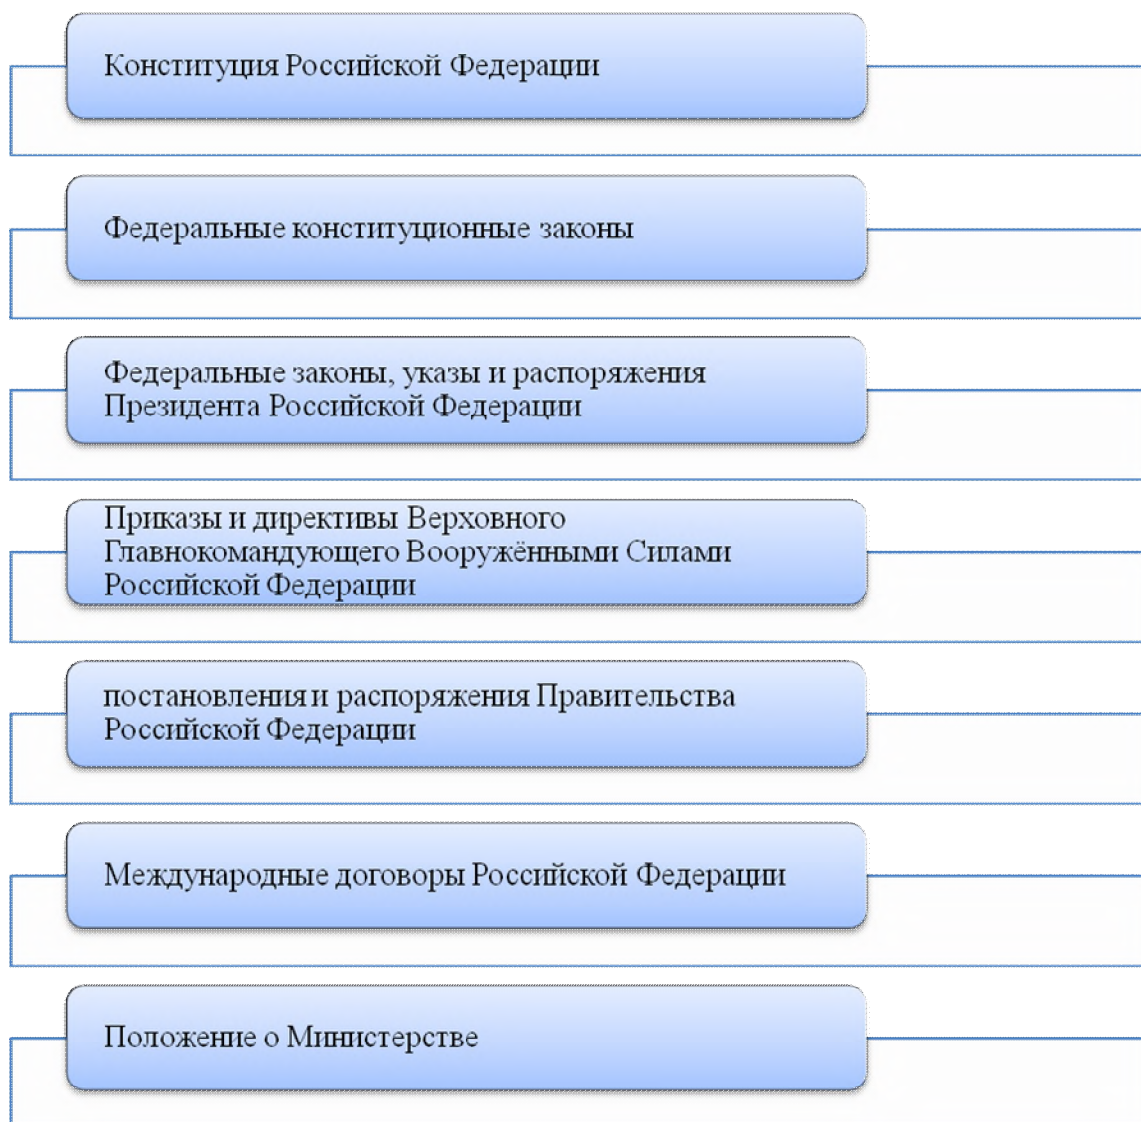 Конституция Российской Федерации
Федеральные конституционные законы
Федеральные законы, указы и распоряжения
Президента Российской Федерации
Приказы и директивы Верховного
Главнокомандующего Вооружёнными Силами
Российской Федерации
постановления и распоряжения Правительства
Российской Федерации
Международные договоры Российской Федерации
Положение о Министерстве